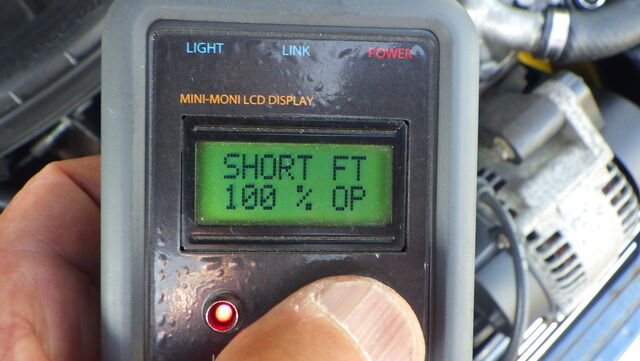 LIGHT LINK POWER
MINI-MONI LCD DISPLAY
SHORT FT
100 % OP